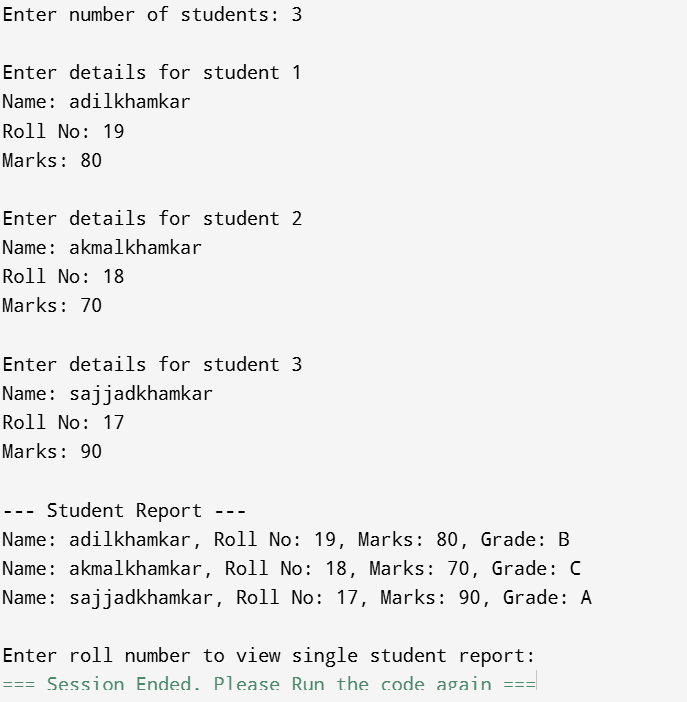 Enter number of students: 3
Enter details for student 1
Name: adilkhamkar
Roll No: 19
Marks: 80
Enter details for student 2
Name: akmalkhamkar
Roll No: 18
Marks: 70
Enter details for student 3
Name: sajjadkhamkar
Roll No: 17
Marks: 90
--- Student Report ---
Name: adilkhamkar, Roll No: 19, Marks: 80, Grade: B
Name: akmalkhamkar, Roll No: 18, Marks: 70, Grade: C
Name: sajjadkhamkar, Roll No: 17, Marks: 90, Grade: A
Enter roll number to view single student report:
=== Session Ended. Please Run the code again ===